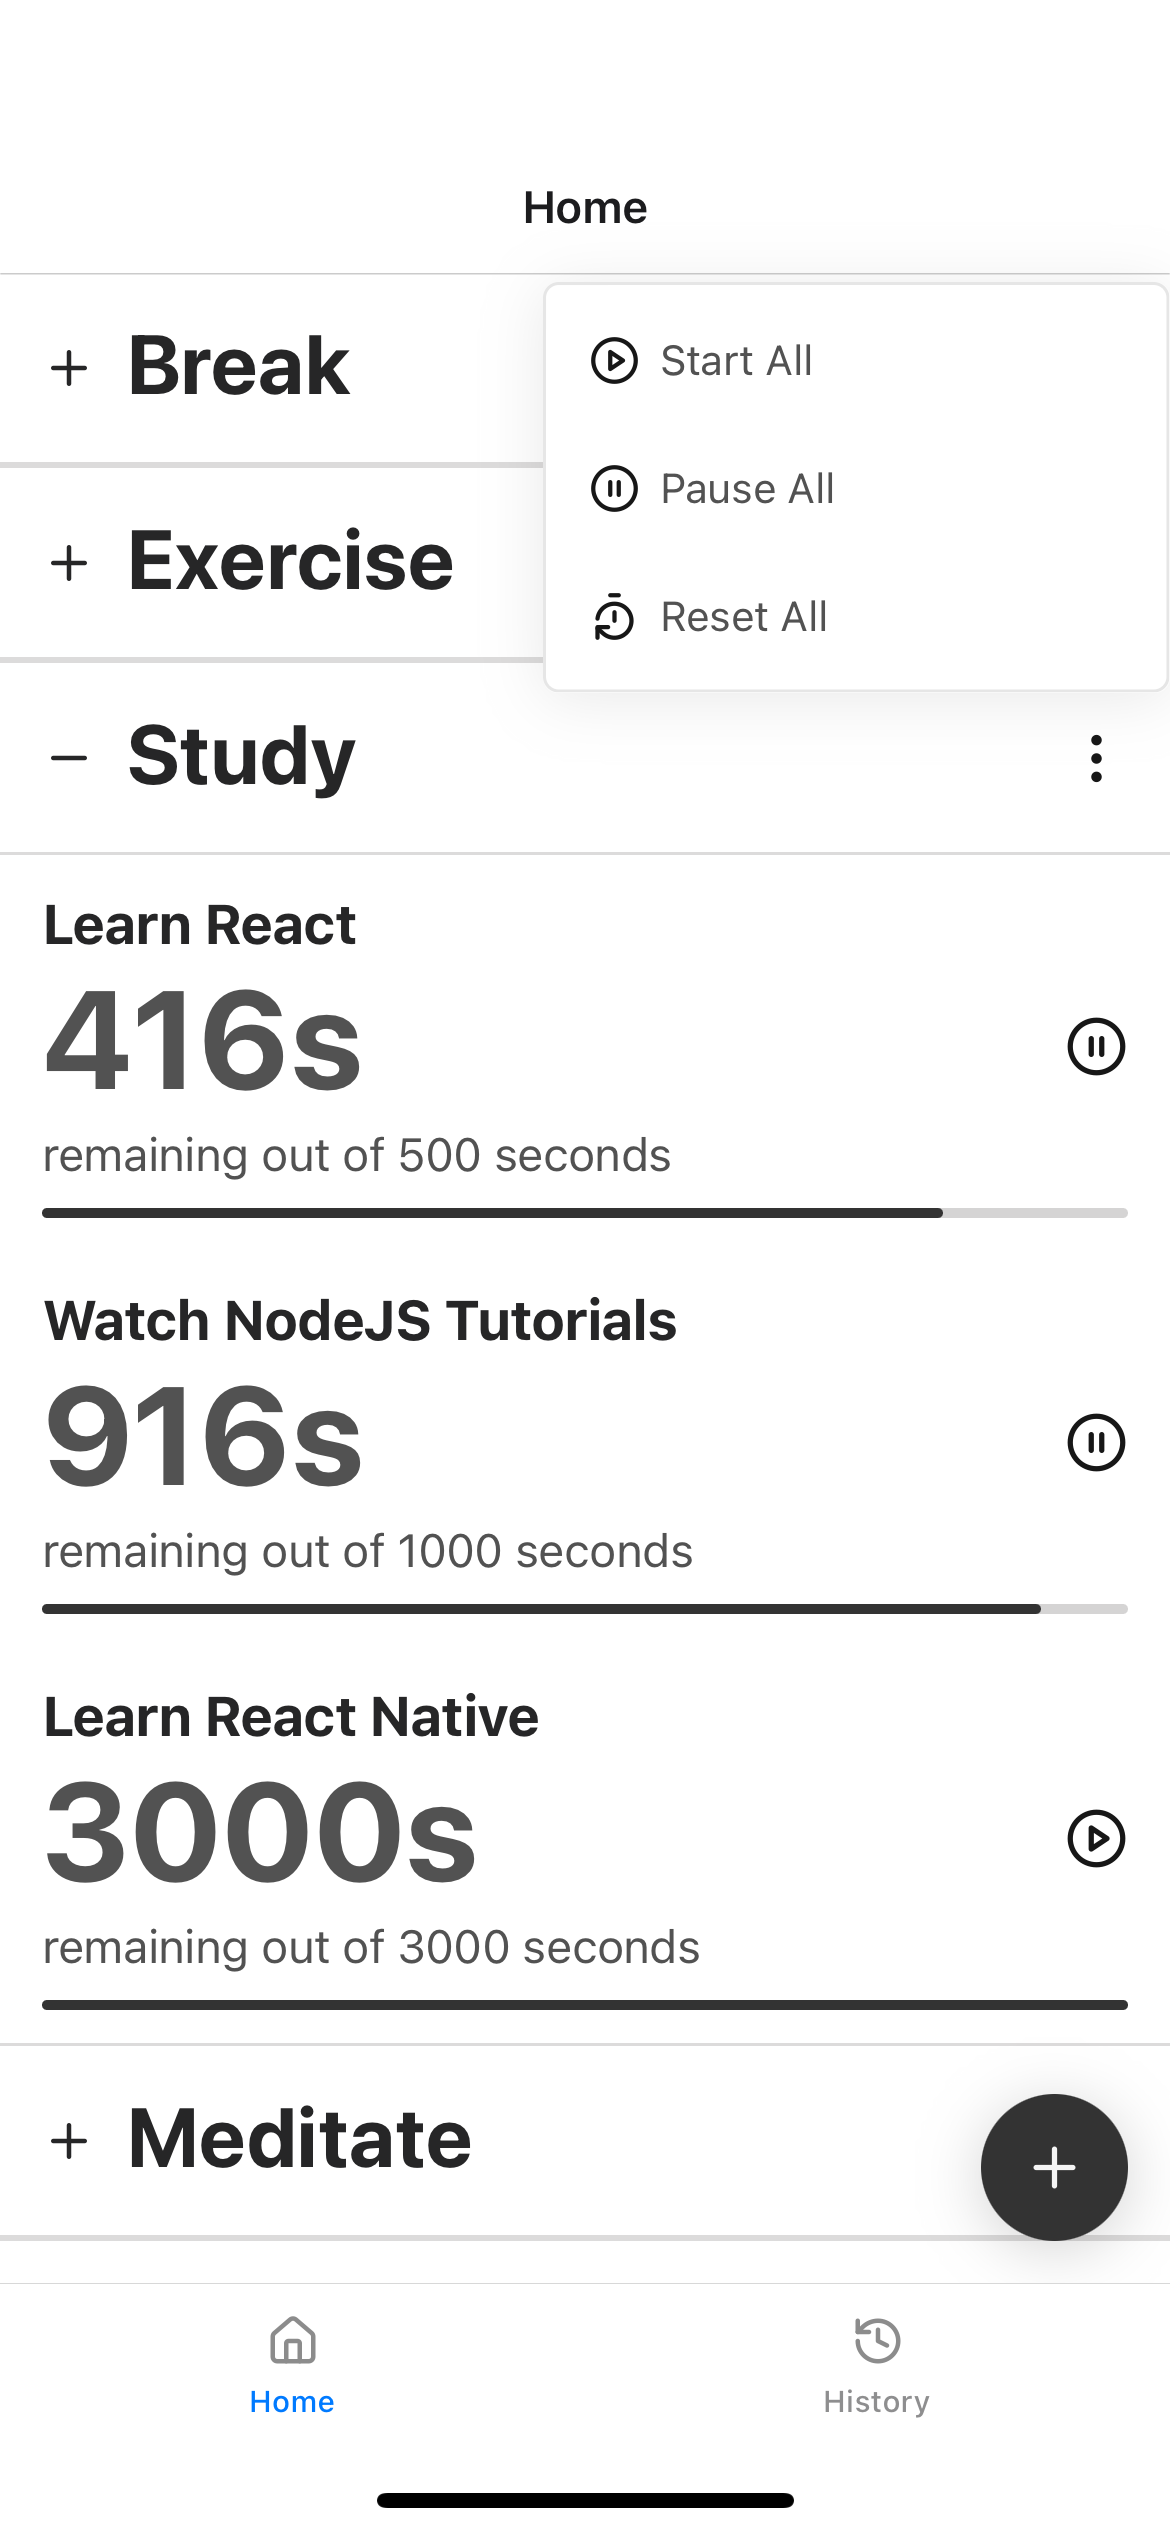 Home
Break
Start All
Pause All
Exercise
Reset All
Study
Learn React
416s
remaining out of 500 seconds
Watch NodeJS Tutorials
916s
remaining out of 1000 seconds
Learn React Native
3000s
remaining out of 3000 seconds
Meditate
Home
History